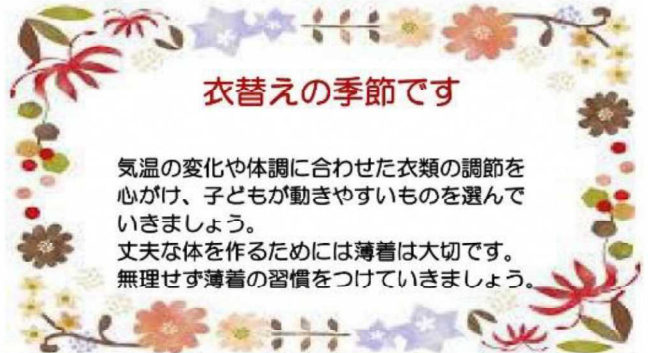 衣替えの季節です
気温の変化や体調に合わせた衣類の調節を
心がけ、子どもが動きやすいものを選んで
いきましょう。
丈夫な体を作るためには薄着は大切です。
無理せず薄着の習慣をつけていきましょう。